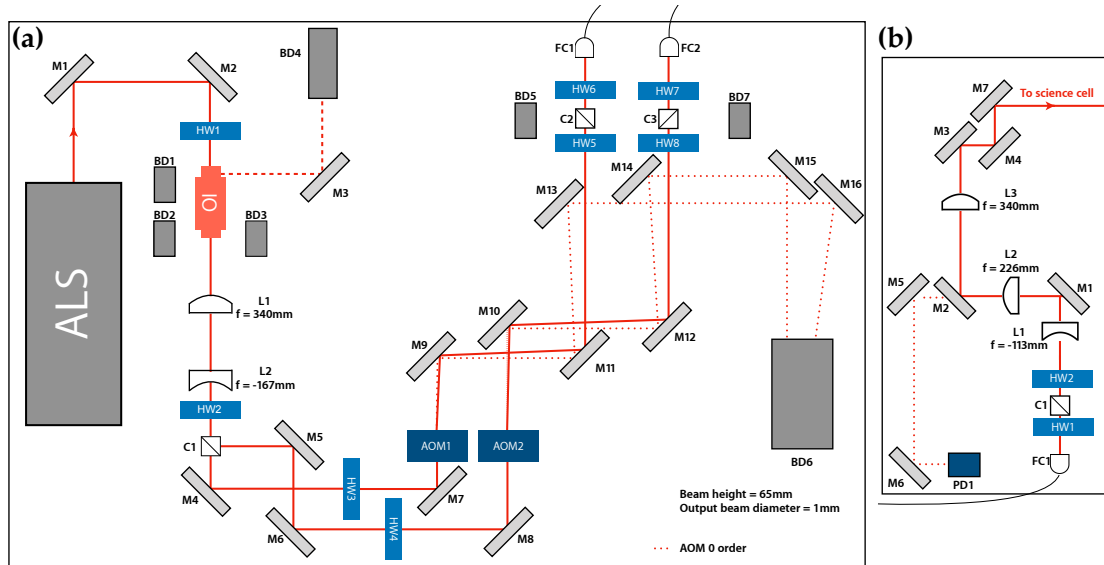 (a)
M1
M2
BD4
HW1
BD1
OI
BD2
BD3
M3
ALS
L1
f = 340mm
L2
f = -167mm
HW2
C1
M4
M5
M6
HW3
HW4
M7
M8
AOM1
AOM2
M9
M10
M11
M12
FC1
FC2
HW6
HW7
BD5
C2
C3
BD7
HW5
HW8
M13
M14
M15
M16
BD6
Beam height = 65mm
Output beam diameter = 1mm
AOM 0 order
(b)
M7
To science cell
M3
M4
L3
f = 340mm
L2
f = 226mm
M5
M2
M1
L1
f = -113mm
HW2
C1
HW1
FC1
M6
PD1